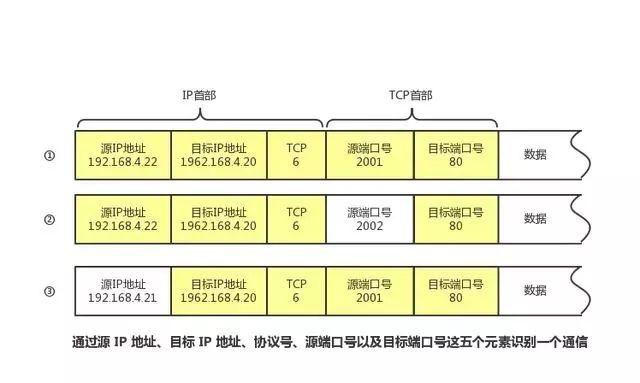 IP首部 TCP首部
① 源IP地址 目标IP地址 TCP 源端口号 目标端口号 数据
192.168.4.22 1962.168.4.20 6 2001 80
② 源IP地址 目标IP地址 TCP 源端口号 目标端口号 数据
192.168.4.22 1962.168.4.20 6 2002 80
③ 源IP地址 目标IP地址 TCP 源端口号 目标端口号 数据
192.168.4.21 1962.168.4.20 6 2001 80
通过源 IP 地址、目标 IP 地址、协议号、源端口号以及目标端口号这五个元素识别一个通信